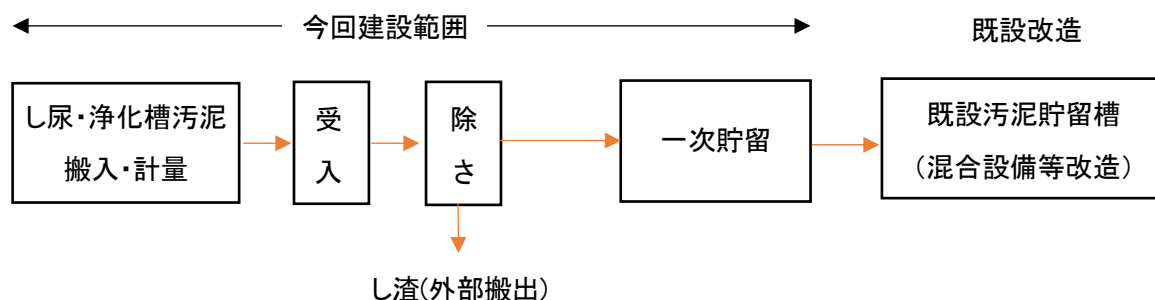 今回建設範囲
既設改造
し尿・浄化槽汚泥
搬入・計量
受
入
除
さ
一次貯留
既設汚泥貯留槽
(混合設備等改造)
し渣(外部搬出)